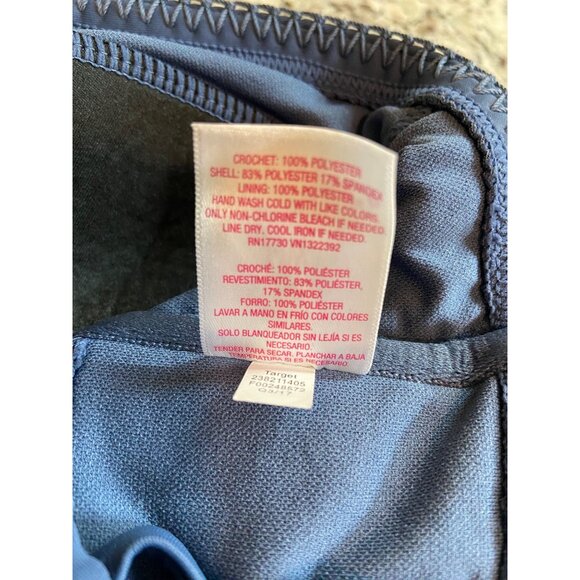 CROCHET: 100% POLYESTER
SHELL: 83% POLYESTER 17% SPANDEX
LINING: 100% POLYESTER
HAND WASH COLD WITH LIKE COLORS.
ONLY NON-CHLORINE BLEACH IF NEEDED.
LINE DRY. COOL IRON IF NEEDED.
RN17730 VN1322392
CROCHÉ: 100% POLIÉSTER
REVESTIMIENTO: 83% POLIÉSTER,
17% SPANDEX
FORRO: 100% POLIÉSTER
LAVAR A MANO EN FRÍO CON COLORES
SIMILARES.
SOLO BLANQUEADOR SIN LEJÍA SI ES
NECESARIO.
TENDER PARA SECAR. PLANCHAR A BAJA
TEMPERATURA SI ES NECESARIO.
Target
238211405
F00248572
C3/17